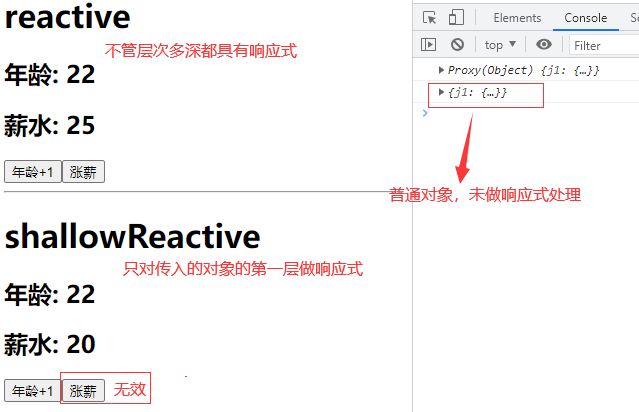 reactive
不管层次多深都具有响应式
年龄: 22
薪水: 25
年龄+1 涨薪
shallowReactive
只对传入的对象的第一层做响应式
年龄: 22
薪水: 20
年龄+1 涨薪 无效
Elements Console
top Filter
Proxy(Object) {j1: {…}}
{j1: {…}}
普通对象，未做响应式处理